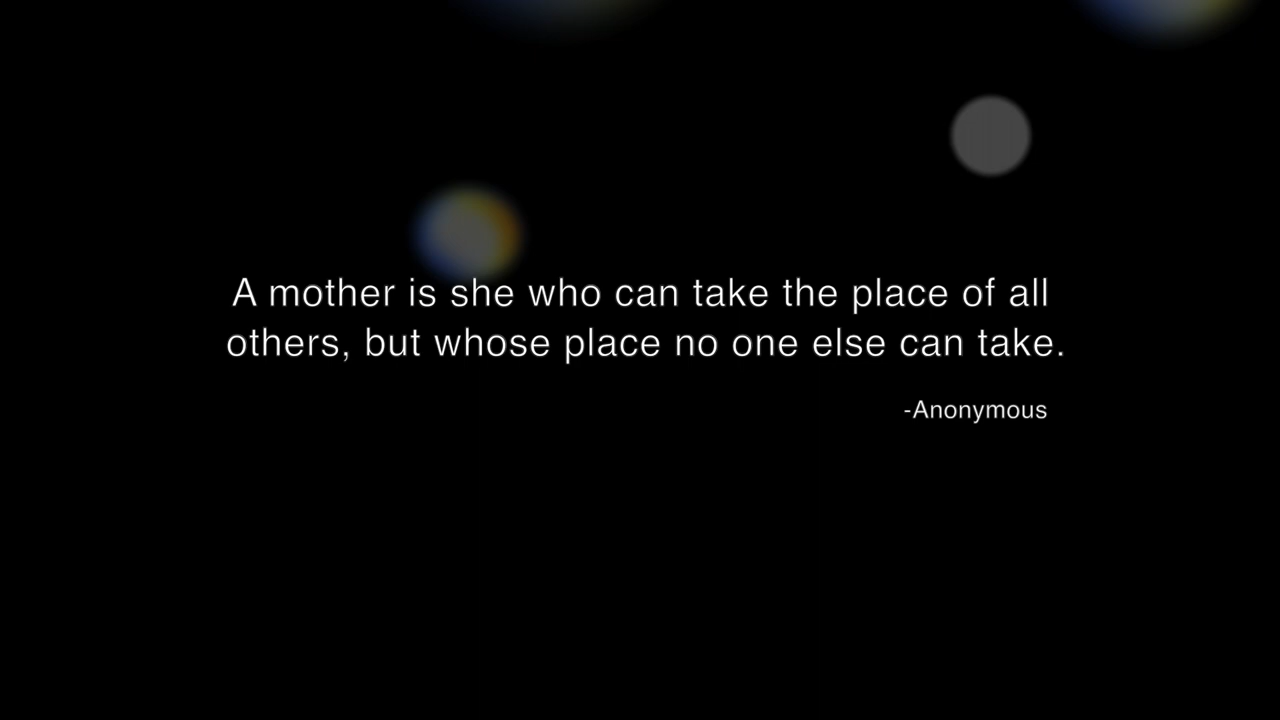 A mother is she who can take the place of all
others, but whose place no one else can take.
-Anonymous